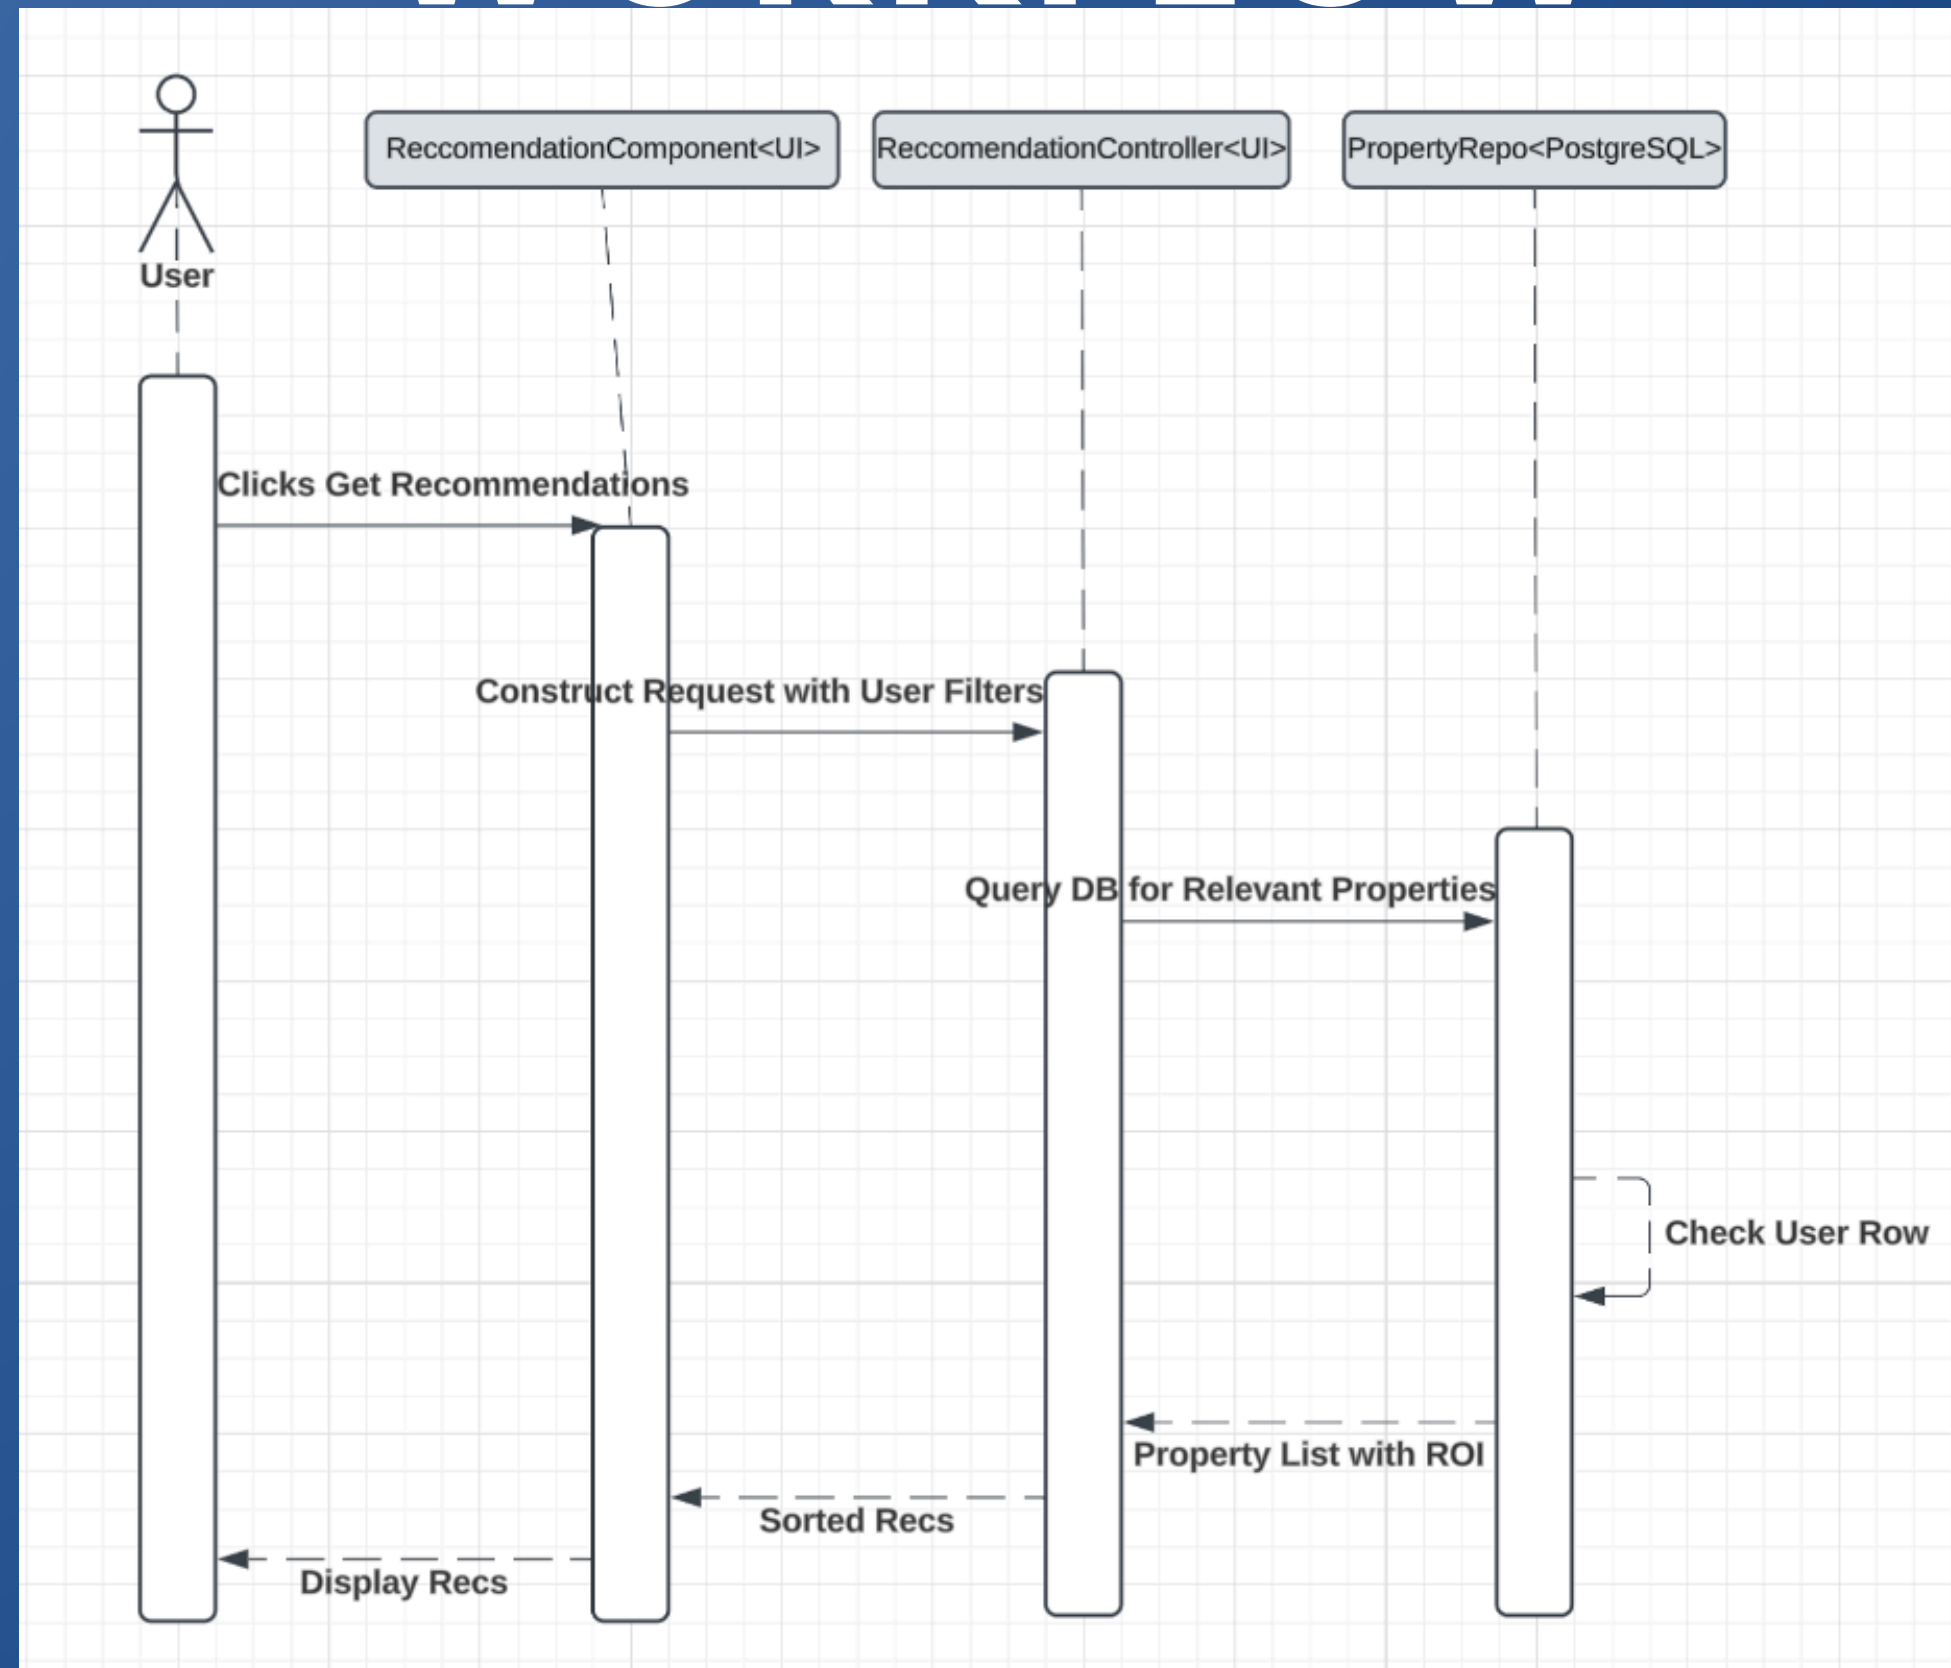 WORKFLOW
ReccomendationComponent<UI>
ReccomendationController<UI>
PropertyRepo<PostgreSQL>
User
Clicks Get Recommendations
Construct Request with User Filters
Query DB for Relevant Properties
Check User Row
Property List with ROI
Sorted Recs
Display Recs